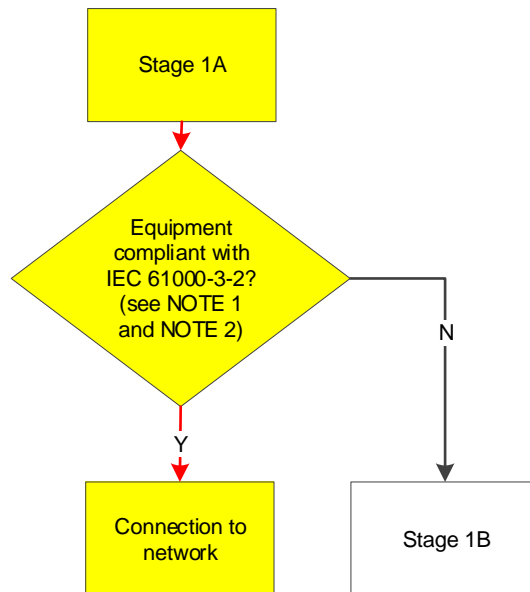 Stage 1A
Equipment
compliant with
IEC 61000-3-2?
(see NOTE 1
and NOTE 2)
N
Y
Connection to
network
Stage 1B